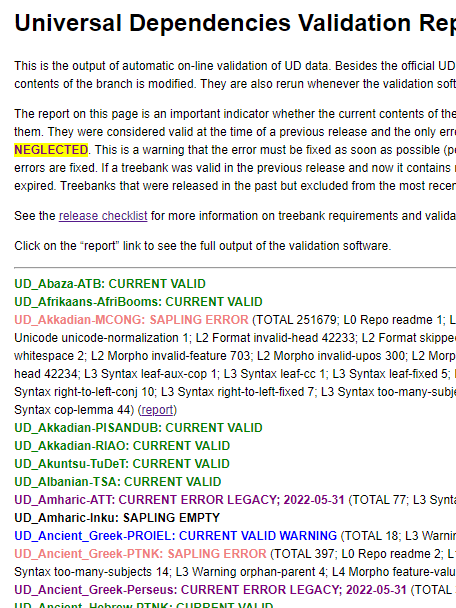 Universal Dependencies Validation Rep
This is the output of automatic on-line validation of UD data. Besides the official UD
contents of the branch is modified. They are also rerun whenever the validation soft
The report on this page is an important indicator whether the current contents of the
them. They were considered valid at the time of a previous release and the only erro
NEGLECTED. This is a warning that the error must be fixed as soon as possible (pe
errors are fixed. If a treebank was valid in the previous release and now it contains n
expired. Treebanks that were released in the past but excluded from the most recen
See the release checklist for more information on treebank requirements and valida
Click on the “report” link to see the full output of the validation software.
UD_Abaza-ATB: CURRENT VALID
UD_Afrikaans-AfriBooms: CURRENT VALID
UD_Akkadian-MCONG: SAPLING ERROR (TOTAL 251679; L0 Repo readme 1; L
Unicode unicode-normalization 1; L2 Format invalid-head 42233; L2 Format skippe
whitespace 2; L2 Morpho invalid-feature 703; L2 Morpho invalid-upos 300; L2 Morp
head 42234; L3 Syntax leaf-aux-cop 1; L3 Syntax leaf-cc 1; L3 Syntax leaf-fixed 5; 
Syntax right-to-left-conj 10; L3 Syntax right-to-left-fixed 7; L3 Syntax too-many-subje
Syntax cop-lemma 44) (report)
UD_Akkadian-PISANDUB: CURRENT VALID
UD_Akkadian-RIAO: CURRENT VALID
UD_Akuntsu-TuDeT: CURRENT VALID
UD_Albanian-TSA: CURRENT VALID
UD_Amharic-ATT: CURRENT ERROR LEGACY; 2022-05-31 (TOTAL 77; L3 Synta
UD_Amharic-Inku: SAPLING EMPTY
UD_Ancient_Greek-PROIEL: CURRENT VALID WARNING (TOTAL 18; L3 Warnin
UD_Ancient_Greek-PTNK: SAPLING ERROR (TOTAL 397; L0 Repo readme 2; L
Syntax too-many-subjects 14; L3 Warning orphan-parent 4; L4 Morpho feature-valu
UD_Ancient_Greek-Perseus: CURRENT ERROR LEGACY; 2022-05-31 (TOTAL
UD_Ancient_Hebrew-PTNK: CURRENT VALID